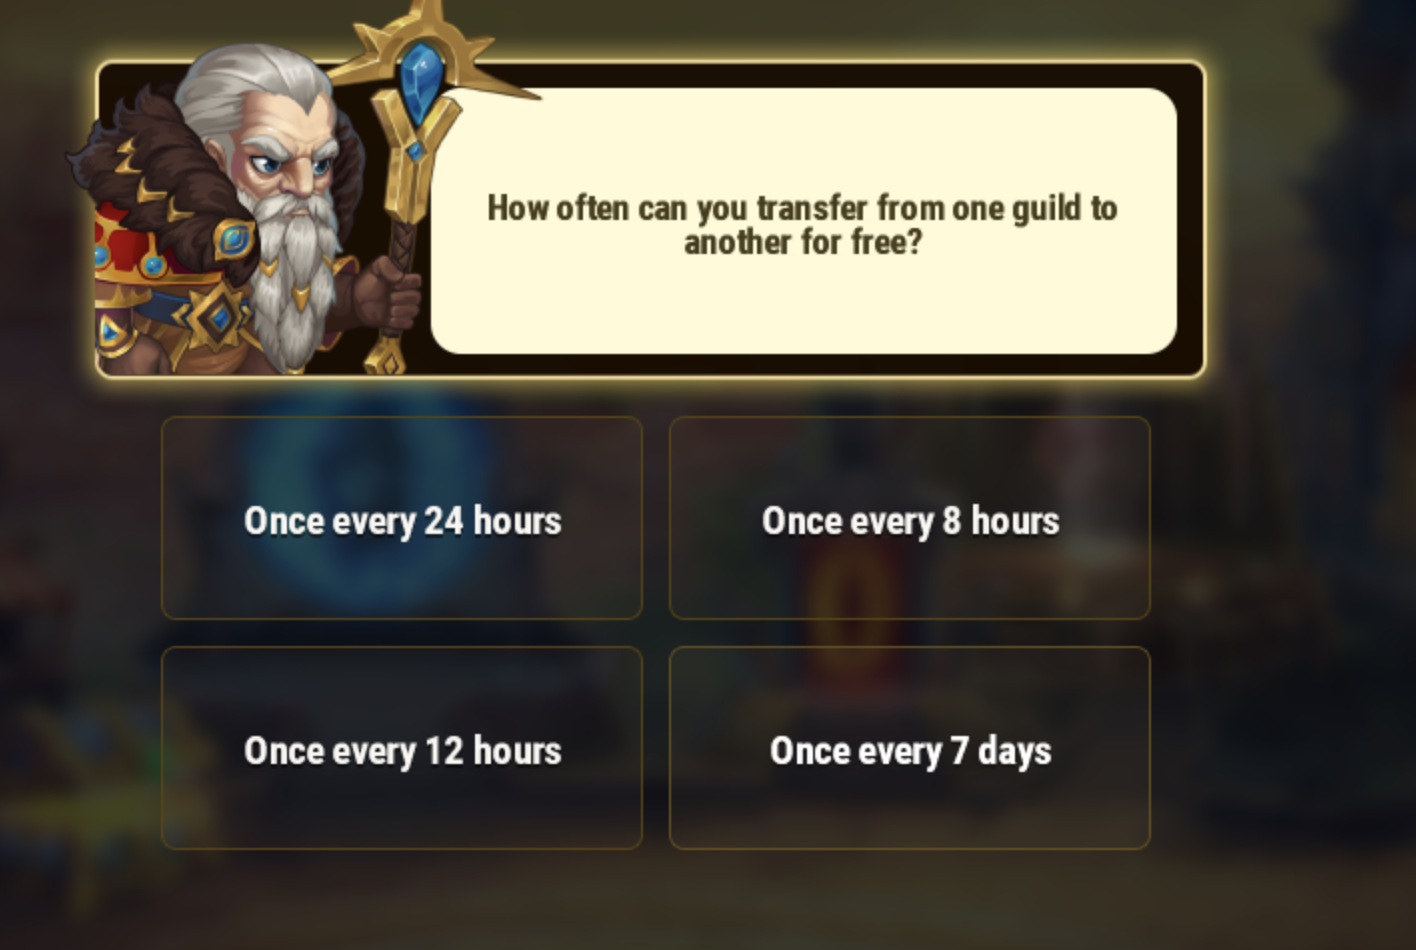 How often can you transfer from one guild to
another for free?
Once every 24 hours
Once every 8 hours
Once every 12 hours
Once every 7 days